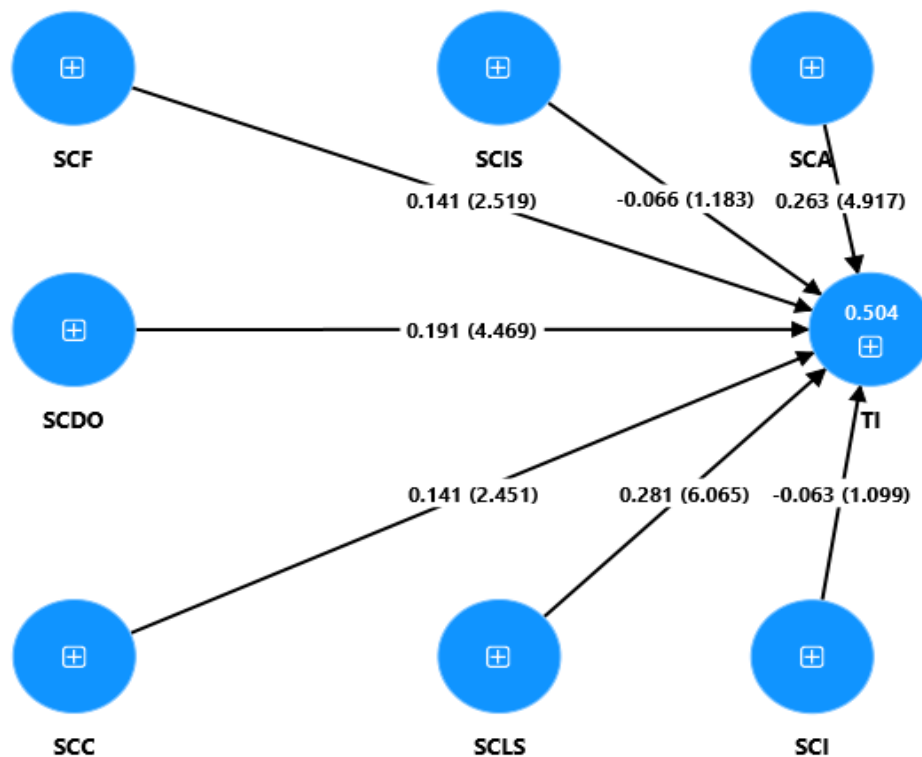 SCF
SCIS
SCA
0.141 (2.519)
-0.066 (1.183)
0.263 (4.917)
0.504
0.191 (4.469)
SCDO
TI
0.141 (2.451)
0.281 (6.065)
-0.063 (1.099)
SCC
SCLS
SCI